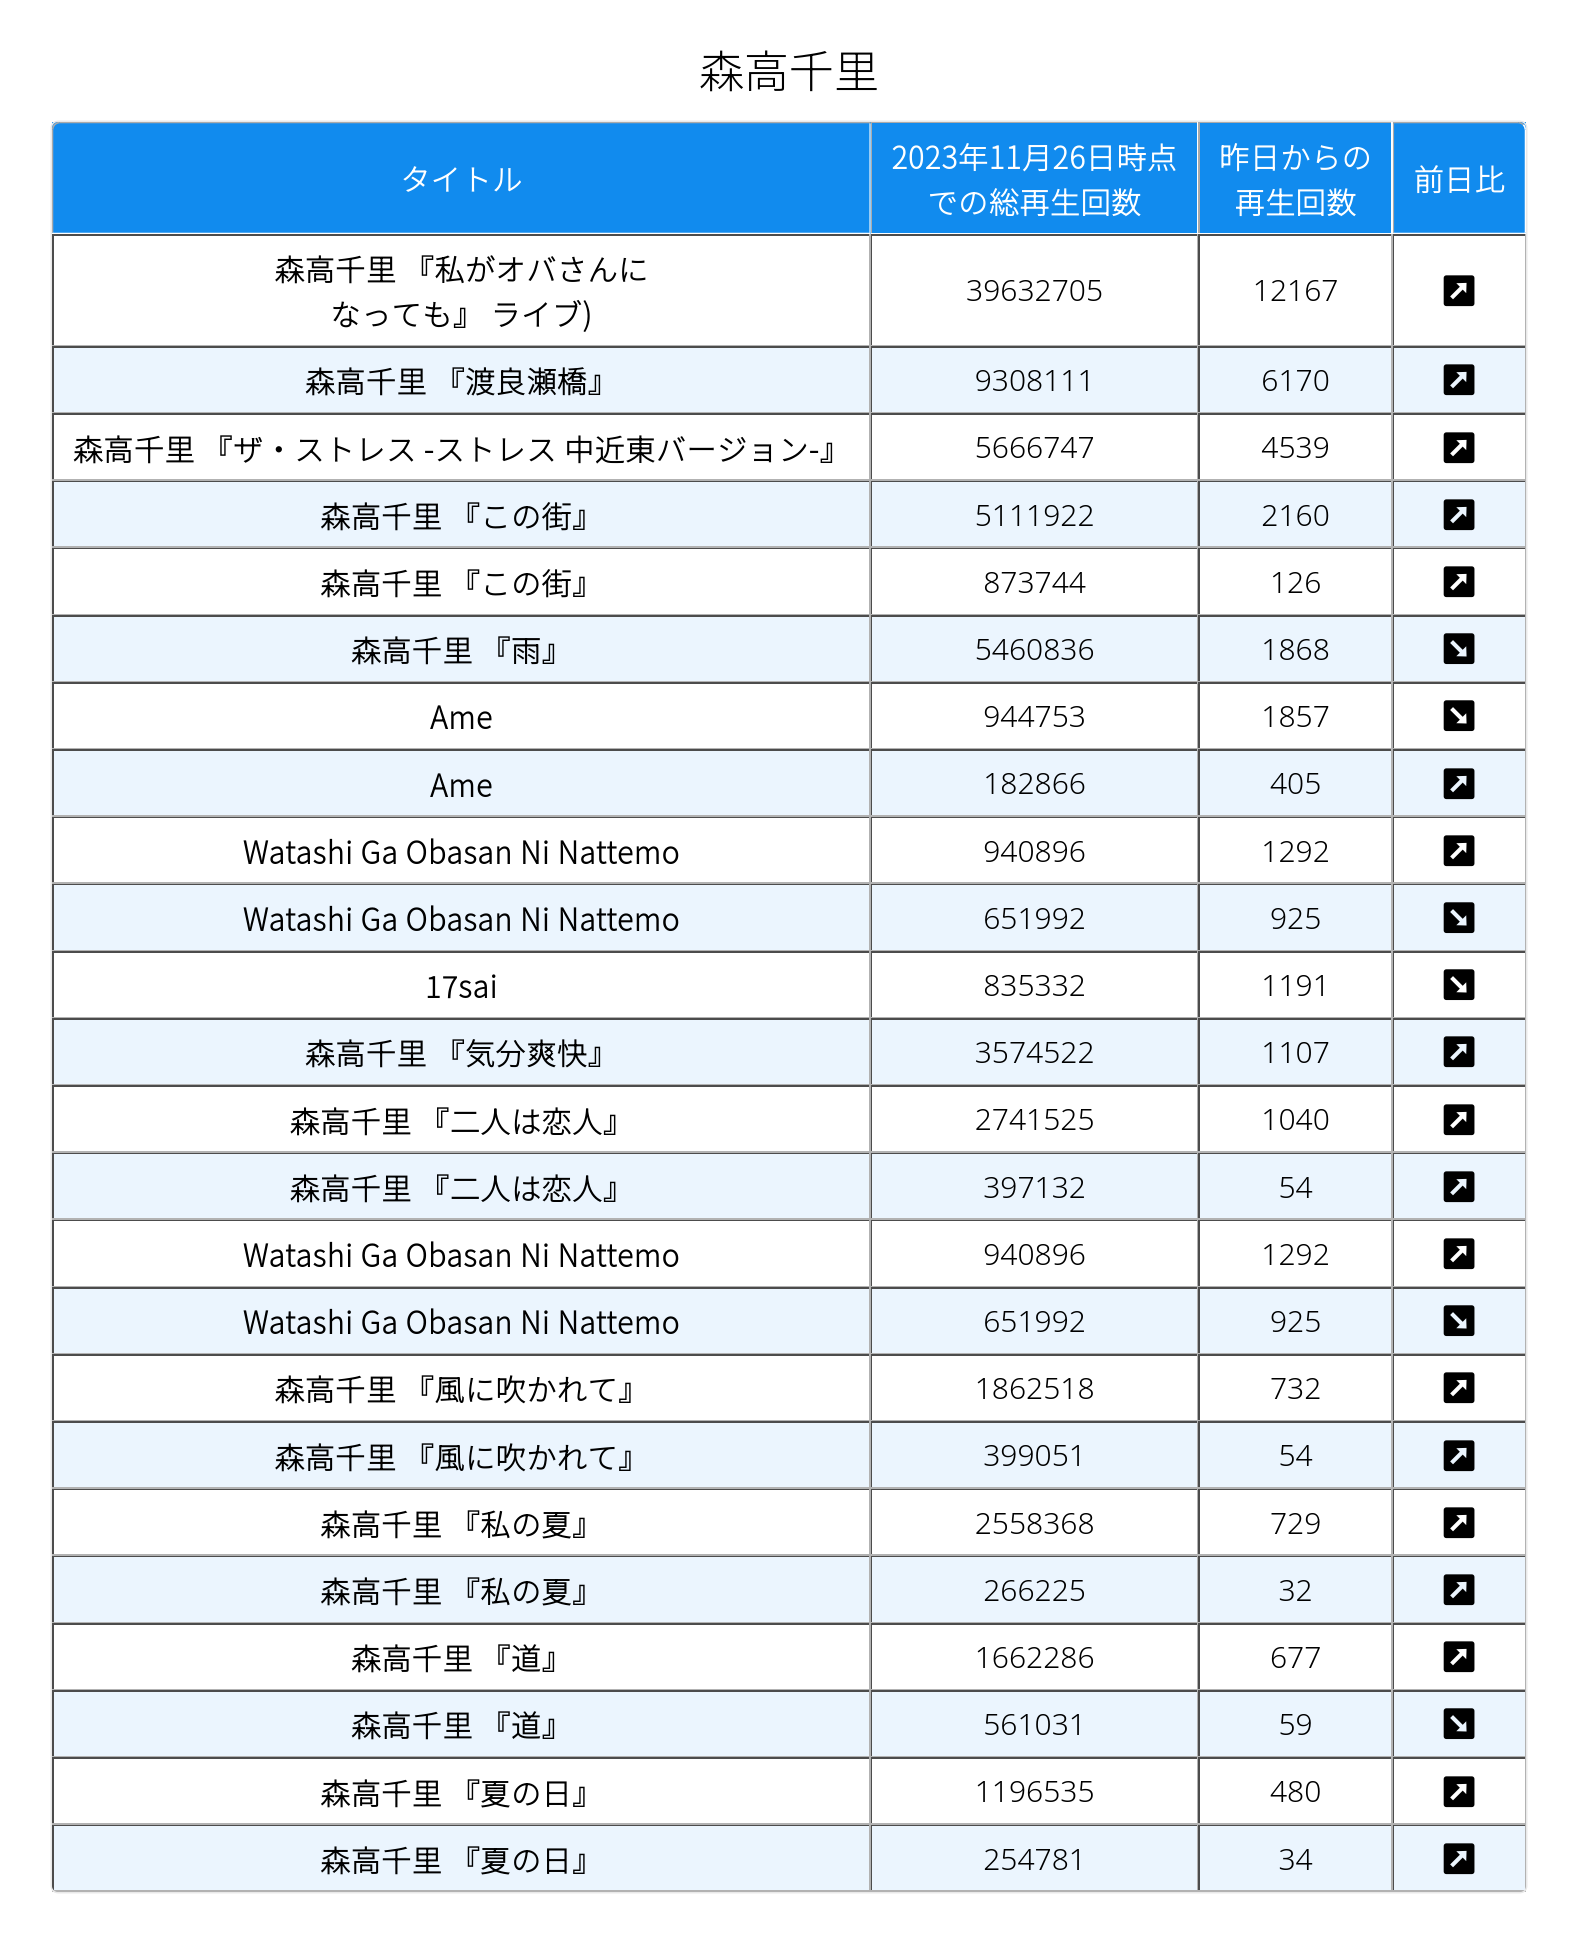 森高千里
タイトル
2023年11月26日時点
での総再生回数
昨日からの
再生回数
前日比
森高千里 『私がオバさんに
なっても』 ライブ)
39632705 12167
森高千里 『渡良瀬橋』 9308111 6170
森高千里 『ザ・ストレス -ストレス 中近東バージョン-』 5666747 4539
森高千里 『この街』 5111922 2160
森高千里 『この街』 873744 126
森高千里 『雨』 5460836 1868
Ame 944753 1857
Ame 182866 405
Watashi Ga Obasan Ni Nattemo 940896 1292
Watashi Ga Obasan Ni Nattemo 651992 925
17sai 835332 1191
森高千里 『気分爽快』 3574522 1107
森高千里 『二人は恋人』 2741525 1040
森高千里 『二人は恋人』 397132 54
Watashi Ga Obasan Ni Nattemo 940896 1292
Watashi Ga Obasan Ni Nattemo 651992 925
森高千里 『風に吹かれて』 1862518 732
森高千里 『風に吹かれて』 399051 54
森高千里 『私の夏』 2558368 729
森高千里 『私の夏』 266225 32
森高千里 『道』 1662286 677
森高千里 『道』 561031 59
森高千里 『夏の日』 1196535 480
森高千里 『夏の日』 254781 34